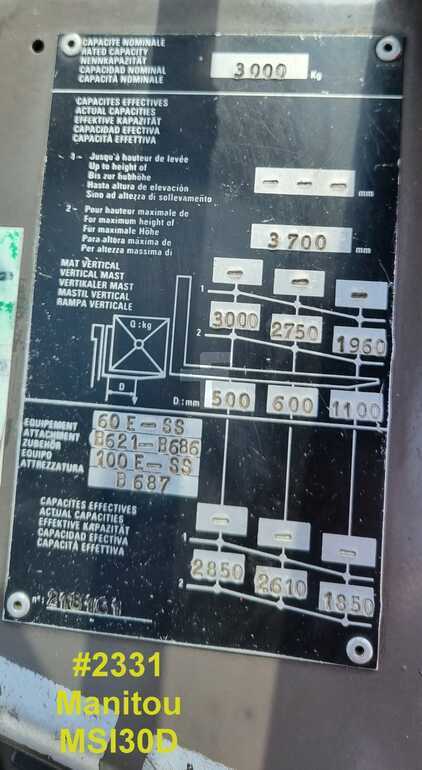 CAPACITE NOMINALE
RATED CAPACITY
NENNKAPAZITÄT
CAPACIDAD NOMINAL
CAPACITÀ NOMINALE
3000 Kg
CAPACITES EFFECTIVES
ACTUAL CAPACITIES
EFFEKTIVE KAPAZITÄT
CAPACIDAD EFECTIVA
CAPACITÀ EFFETTIVA
1 - Jusqu'à hauteur de levée
Up to height of
Bis zur hubhöhe
Hasta altura de elevación
Sino ad altezza di sollevamento
- - - mm
2 - Pour hauteur maximale de
For maximum height of
Für maximale Höhe
Para altura máxima de
Per altezza massima di
3700 mm
MAT VERTICAL
VERTICAL MAST
VERTIKALER MAST
MASTIL VERTICAL
RAMPA VERTICALE
1 - - -
2 3000 2750 1960
Q : kg
D
D : mm 500 600 1100
EQUIPEMENT
ATTACHMENT
ZUBEHÖR
EQUIPO
ATTREZZATURA
60 E - SS
B621 - B686
100 E - SS
B 687
CAPACITES EFFECTIVES
ACTUAL CAPACITIES
EFFEKTIVE KAPAZITÄT
CAPACIDAD EFECTIVA
CAPACITÀ EFFETTIVA
1 - - -
2 2850 2610 1850
n° :
#2331
Manitou
MSI30D